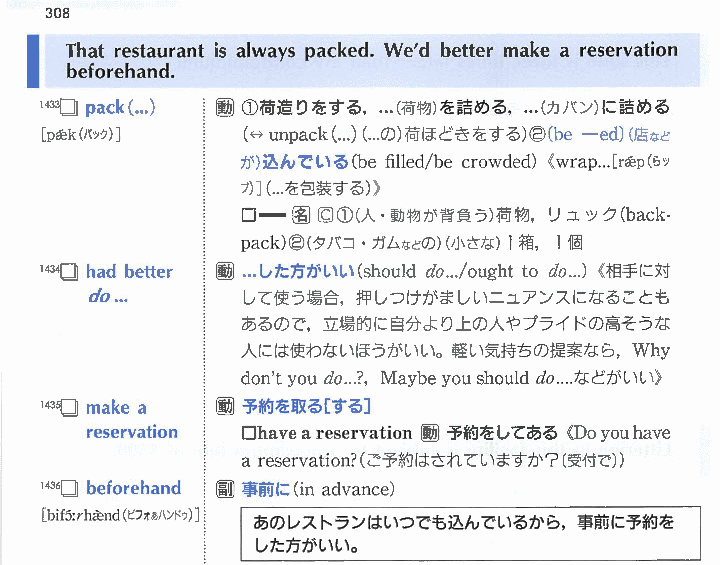 308
That restaurant is always packed. We'd better make a reservation
beforehand.
1433 □ pack(...) 動 ①荷造りをする，…(荷物)を詰める，…(カバン)に詰める
[pǽk(パック)] (↔ unpack(...) (…の)荷ほどきをする)②(be —ed) (店など
が)込んでいる(be filled/be crowded) 《wrap...[rǽp(ラッ
プ)](…を包装する)》
□━ 名 C①(人・動物が背負う)荷物，リュック(back-
pack)②(タバコ・ガムなどの)(小さな)1箱，1個
1434 □ had better 動 …した方がいい(should do.../ought to do...) 《相手に対
do ... して使う場合，押しつけがましいニュアンスになることも
あるので，立場的に自分より上の人やプライドの高そうな
人には使わないほうがいい。軽い気持ちの提案なら，Why
don't you do...?, Maybe you should do....などがいい》
1435 □ make a 動 予約を取る[する]
reservation □have a reservation 動 予約をしてある 《Do you have
a reservation?(ご予約はされていますか？(受付で))
1436 □ beforehand 副 事前に(in advance)
[bifɔ́ːrhæ̀nd(ビフォぁハンドゥ)] あのレストランはいつでも込んでいるから，事前に予約を
した方がいい。